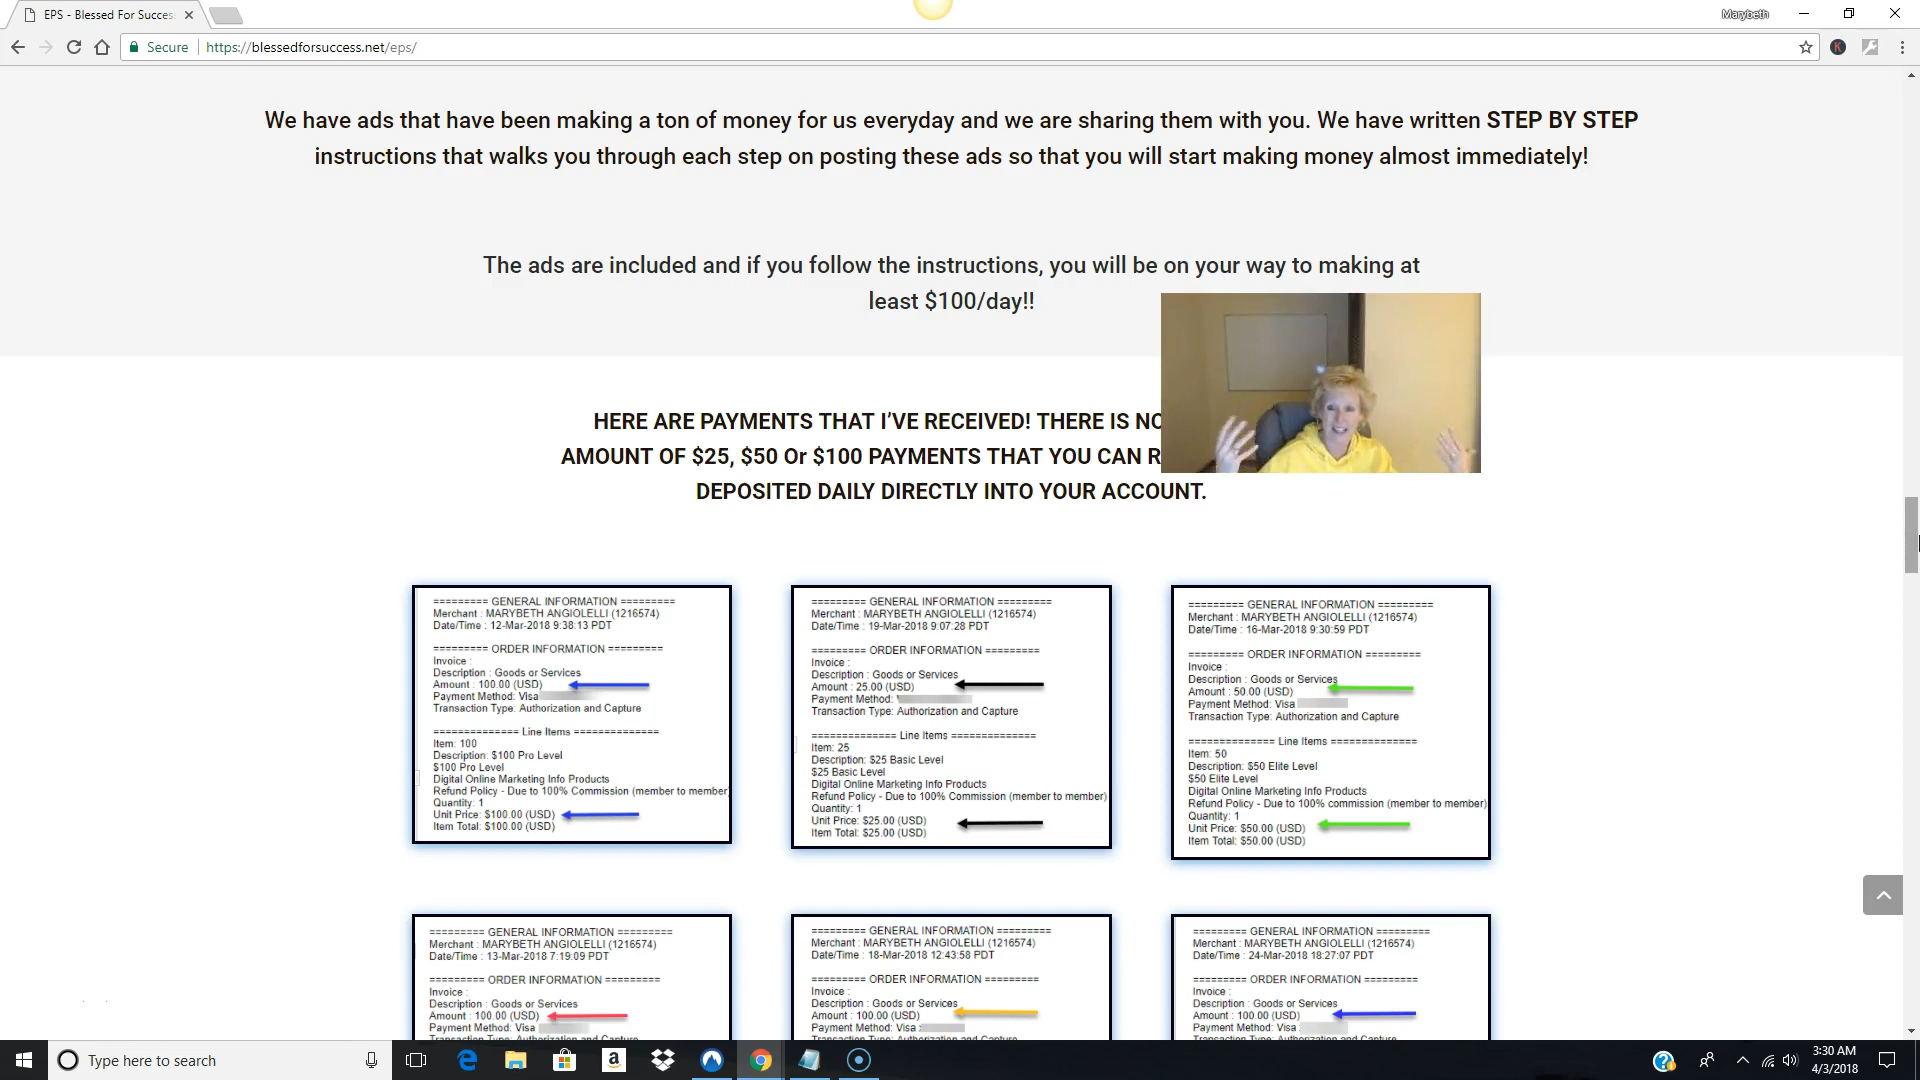 EPS - Blessed For Succes
Marybeth
Secure
https://blessedforsuccess.net/eps/
We have ads that have been making a ton of money for us everyday and we are sharing them with you. We have written STEP BY STEP
instructions that walks you through each step on posting these ads so that you will start making money almost immediately!
The ads are included and if you follow the instructions, you will be on your way to making at
least $100/day!!
HERE ARE PAYMENTS THAT I'VE RECEIVED! THERE IS NO
AMOUNT OF $25, $50 Or $100 PAYMENTS THAT YOU CAN R
DEPOSITED DAILY DIRECTLY INTO YOUR ACCOUNT.
========= GENERAL INFORMATION =========
Merchant : MARYBETH ANGIOLELLI (1216574)
Date/Time : 12-Mar-2018 9:38:13 PDT
========= ORDER INFORMATION =========
Invoice :
Description : Goods or Services
Amount : 100.00 (USD)
Payment Method: Visa
Transaction Type: Authorization and Capture
============== Line Items ==============
Item: 100
Description: $100 Pro Level
$100 Pro Level
Digital Online Marketing Info Products
Refund Policy - Due to 100% Commission (member to member
Quantity: 1
Unit Price: $100.00 (USD)
Item Total: $100.00 (USD)
========= GENERAL INFORMATION =========
Merchant : MARYBETH ANGIOLELLI (1216574)
Date/Time : 19-Mar-2018 9:07:28 PDT
========= ORDER INFORMATION =========
Invoice :
Description : Goods or Services
Amount : 25.00 (USD)
Payment Method:
Transaction Type: Authorization and Capture
============== Line Items ==============
Item: 25
Description: $25 Basic Level
$25 Basic Level
Digital Online Marketing Info Products
Refund Policy - Due to 100% Commission (member to member)
Quantity: 1
Unit Price: $25.00 (USD)
Item Total: $25.00 (USD)
========= GENERAL INFORMATION =========
Merchant : MARYBETH ANGIOLELLI (1216574)
Date/Time : 16-Mar-2018 9:30:59 PDT
========= ORDER INFORMATION =========
Invoice :
Description : Goods or Services
Amount : 50.00 (USD)
Payment Method: Visa
Transaction Type: Authorization and Capture
============== Line Items ==============
Item: 50
Description: $50 Elite Level
$50 Elite Level
Digital Online Marketing Info Products
Refund Policy - Due to 100% commission (member to member)
Quantity: 1
Unit Price: $50.00 (USD)
Item Total: $50.00 (USD)
========= GENERAL INFORMATION =========
Merchant : MARYBETH ANGIOLELLI (1216574)
Date/Time : 13-Mar-2018 7:19:09 PDT
========= ORDER INFORMATION =========
Invoice :
Description : Goods or Services
Amount : 100.00 (USD)
Payment Method: Visa
Transaction Type: Authorization and Capture
========= GENERAL INFORMATION =========
Merchant : MARYBETH ANGIOLELLI (1216574)
Date/Time : 18-Mar-2018 12:43:58 PDT
========= ORDER INFORMATION =========
Invoice :
Description : Goods or Services
Amount : 100.00 (USD)
Payment Method: Visa :
Transaction Type: Authorization and Capture
========= GENERAL INFORMATION =========
Merchant : MARYBETH ANGIOLELLI (1216574)
Date/Time : 24-Mar-2018 18:27:07 PDT
========= ORDER INFORMATION =========
Invoice :
Description : Goods or Services
Amount : 100.00 (USD)
Payment Method: Visa
Transaction Type: Authorization and Capture
Type here to search
3:30 AM
4/3/2018